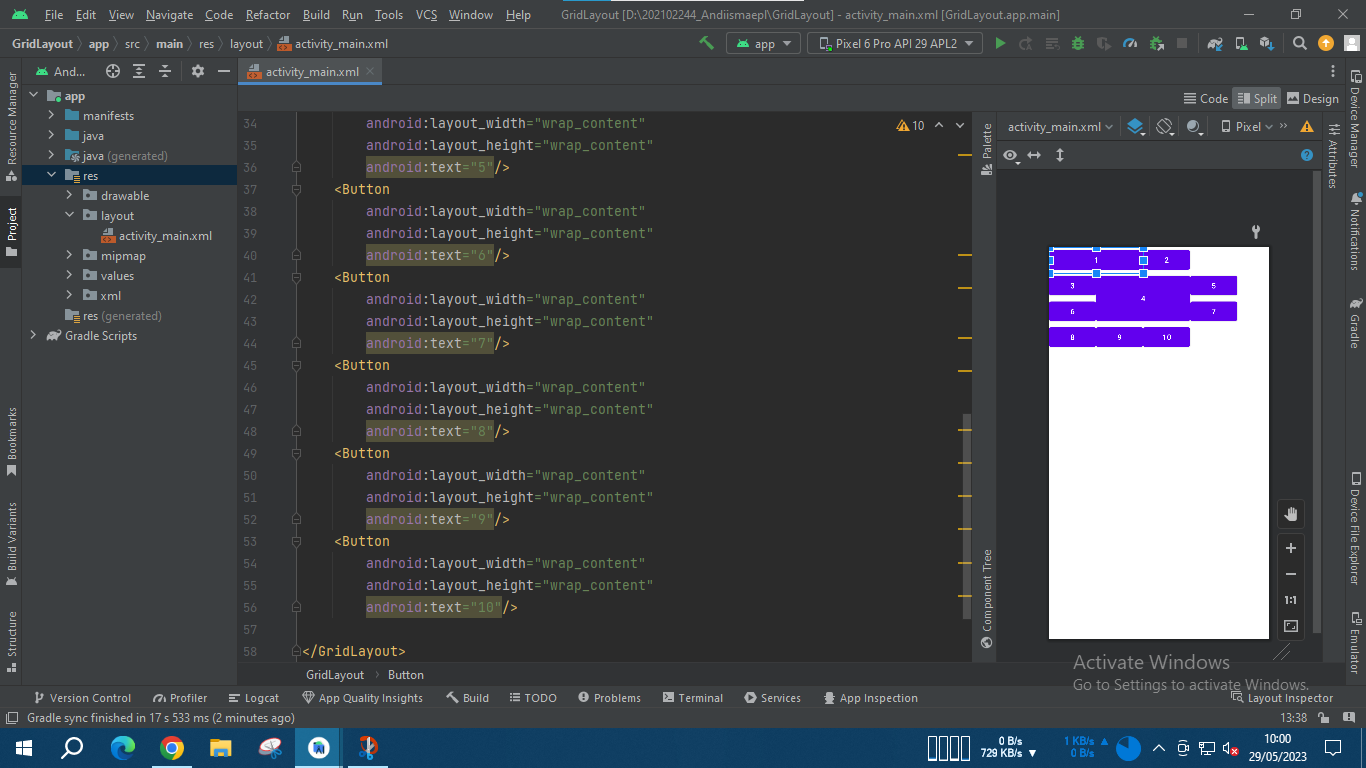 File Edit View Navigate Code Refactor Build Run Tools VCS Window Help GridLayout [D:\202102244_Andiismaepl\GridLayout] - activity_main.xml [GridLayout.app.main]
GridLayout app src main res layout activity_main.xml app Pixel 6 Pro API 29 APL2
And... activity_main.xml
Code Split Design
Resource Manager
Project
Bookmarks
Build Variants
Structure
app
manifests
java
java (generated)
res
drawable
layout
activity_main.xml
mipmap
values
xml
res (generated)
Gradle Scripts
10
34 android:layout_width="wrap_content"
35 android:layout_height="wrap_content"
36 android:text="5"/>
37 <Button
38 android:layout_width="wrap_content"
39 android:layout_height="wrap_content"
40 android:text="6"/>
41 <Button
42 android:layout_width="wrap_content"
43 android:layout_height="wrap_content"
44 android:text="7"/>
45 <Button
46 android:layout_width="wrap_content"
47 android:layout_height="wrap_content"
48 android:text="8"/>
49 <Button
50 android:layout_width="wrap_content"
51 android:layout_height="wrap_content"
52 android:text="9"/>
53 <Button
54 android:layout_width="wrap_content"
55 android:layout_height="wrap_content"
56 android:text="10"/>
57
58 </GridLayout>
GridLayout Button
Palette
Component Tree
activity_main.xml Pixel
1 2
3 4 5
6 7
8 9 10
1:1
Attributes
Device Manager
Notifications
Gradle
Device File Explorer
Emulator
Activate Windows
Go to Settings to activate Windows.
Version Control Profiler Logcat App Quality Insights Build TODO Problems Terminal Services App Inspection Layout Inspector
Gradle sync finished in 17 s 533 ms (2 minutes ago) 13:38
0 B/s
729 KB/s
1 KB/s
0 B/s
10:00
29/05/2023